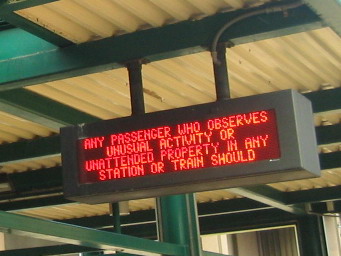 ANY PASSENGER WHO OBSERVES
UNUSUAL ACTIVITY OR
UNATTENDED PROPERTY IN ANY
STATION OR TRAIN SHOULD